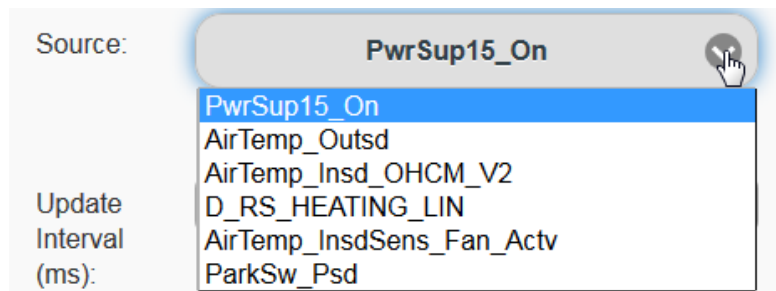 Source:
PwrSup15_On
PwrSup15_On
AirTemp_Outsd
AirTemp_Insd_OHCM_V2
Update
Interval
(ms):
D_RS_HEATING_LIN
AirTemp_InsdSens_Fan_Actv
ParkSw_Psd